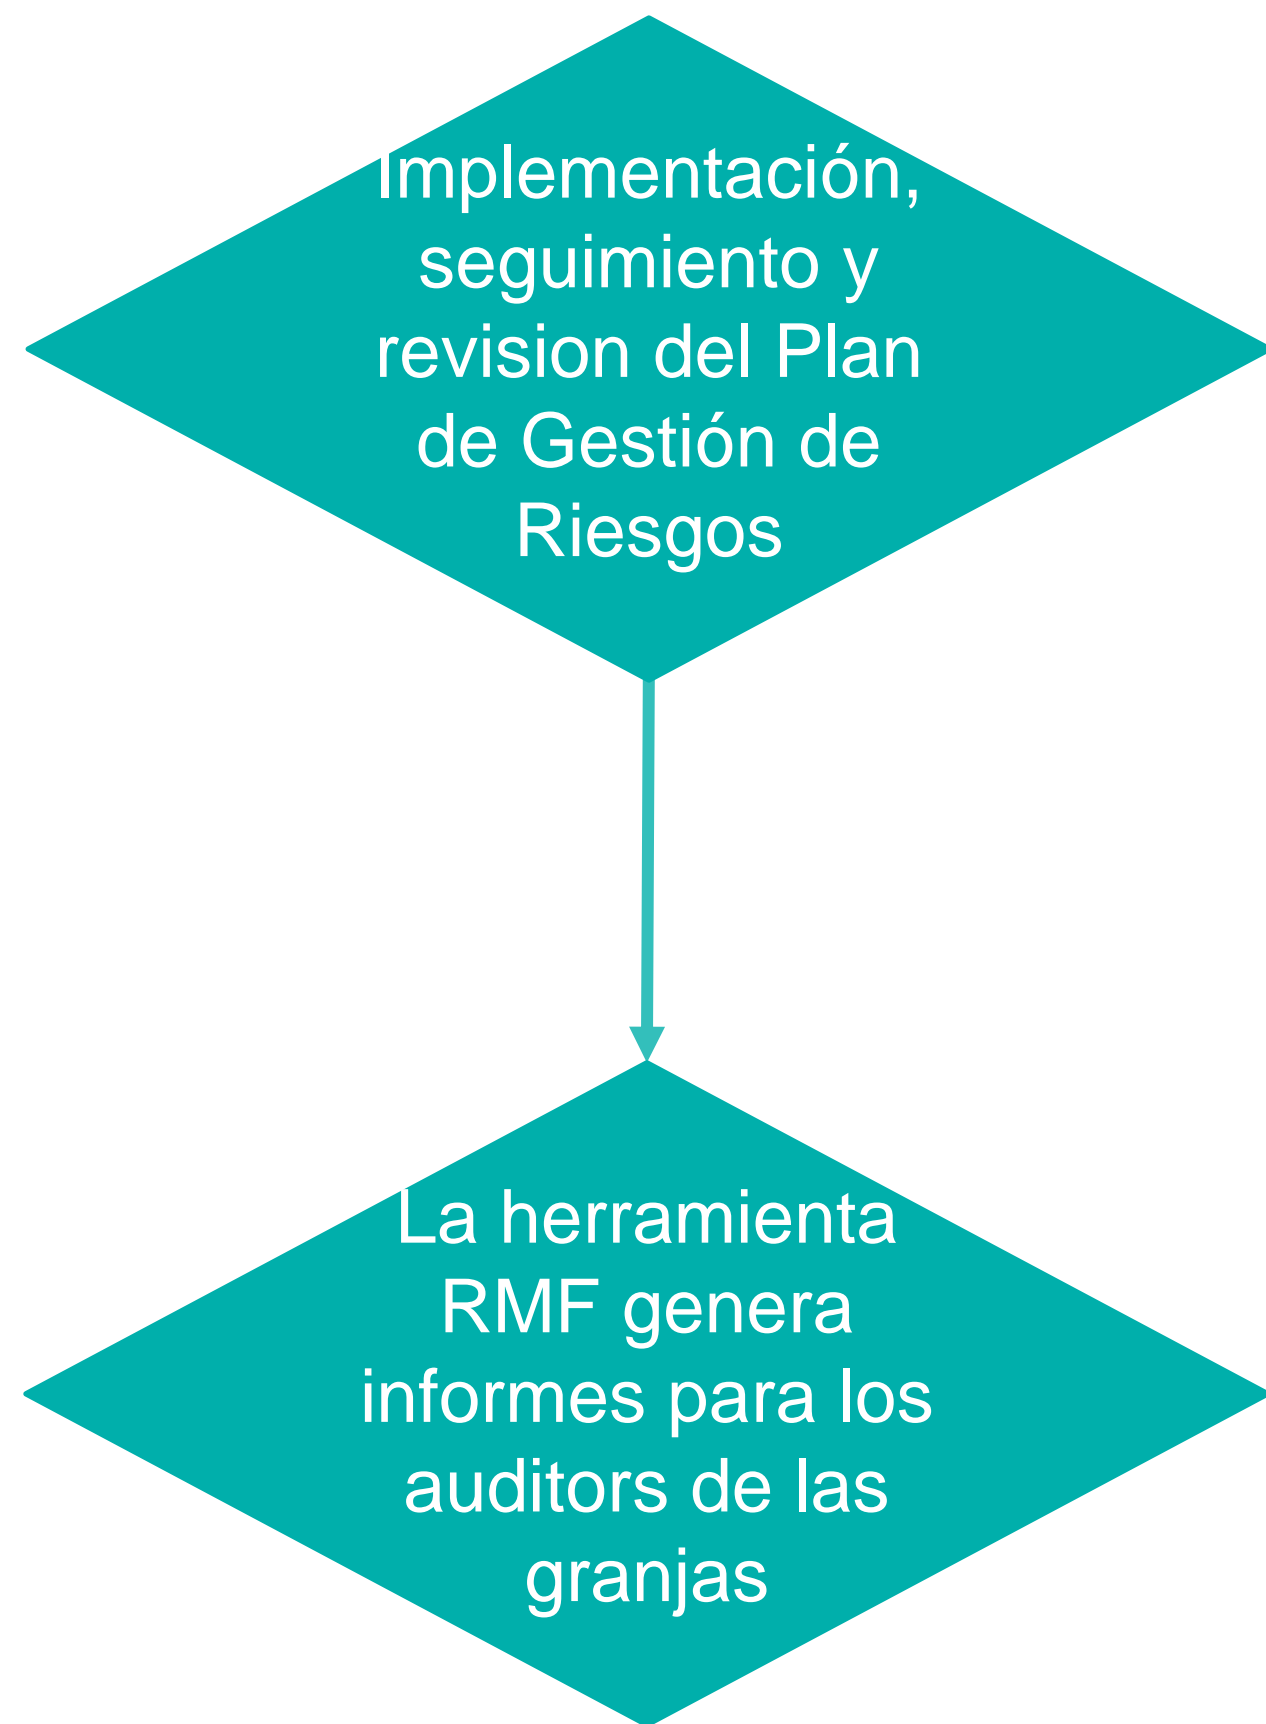 Implementación,
seguimiento y
revision del Plan
de Gestión de
Riesgos
La herramienta
RMF genera
informes para los
auditors de las
granjas